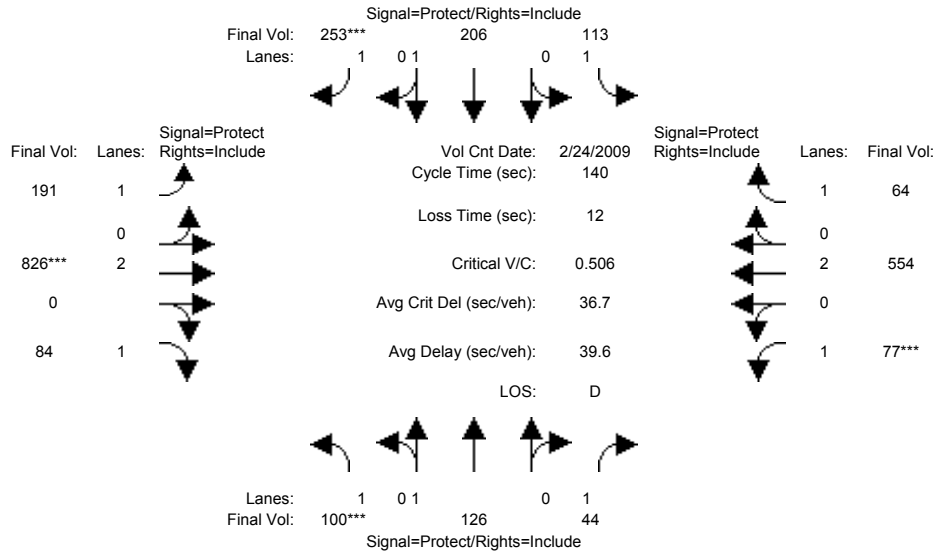 Signal=Protect/Rights=Include
Final Vol: 253*** 206 113
Lanes: 1 0 1 0 1
Signal=Protect
Final Vol: Lanes: Rights=Include
Vol Cnt Date: 2/24/2009
Signal=Protect
Rights=Include Lanes: Final Vol:
Cycle Time (sec): 140
191 1
1 64
Loss Time (sec): 12
0
0
826*** 2
Critical V/C: 0.506
2 554
0
Avg Crit Del (sec/veh): 36.7
0
84 1
Avg Delay (sec/veh): 39.6
1 77***
LOS: D
Lanes: 1 0 1 0 1
Final Vol: 100*** 126 44
Signal=Protect/Rights=Include